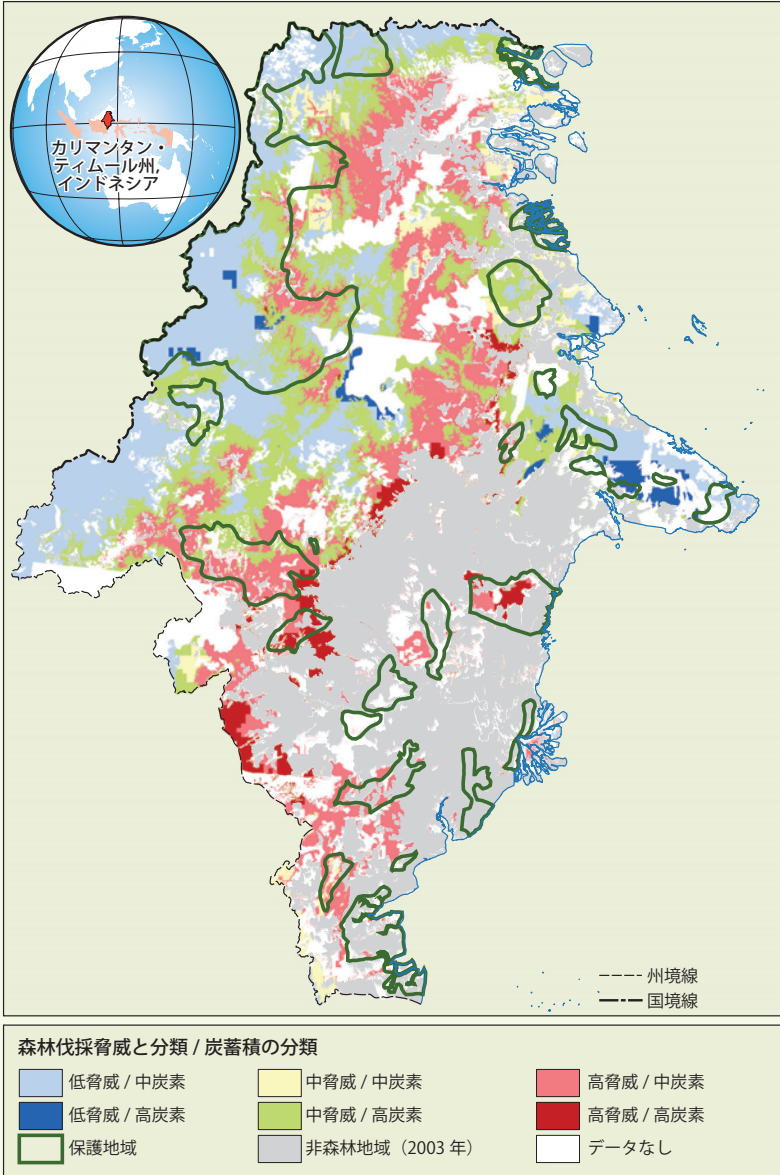 カリマンタン・
ティムール州,
インドネシア
州境線
国境線
森林伐採脅威と分類 / 炭蓄積の分類
低脅威 / 中炭素
中脅威 / 中炭素
高脅威 / 中炭素
低脅威 / 高炭素
中脅威 / 高炭素
高脅威 / 高炭素
保護地域
非森林地域（2003 年）
データなし